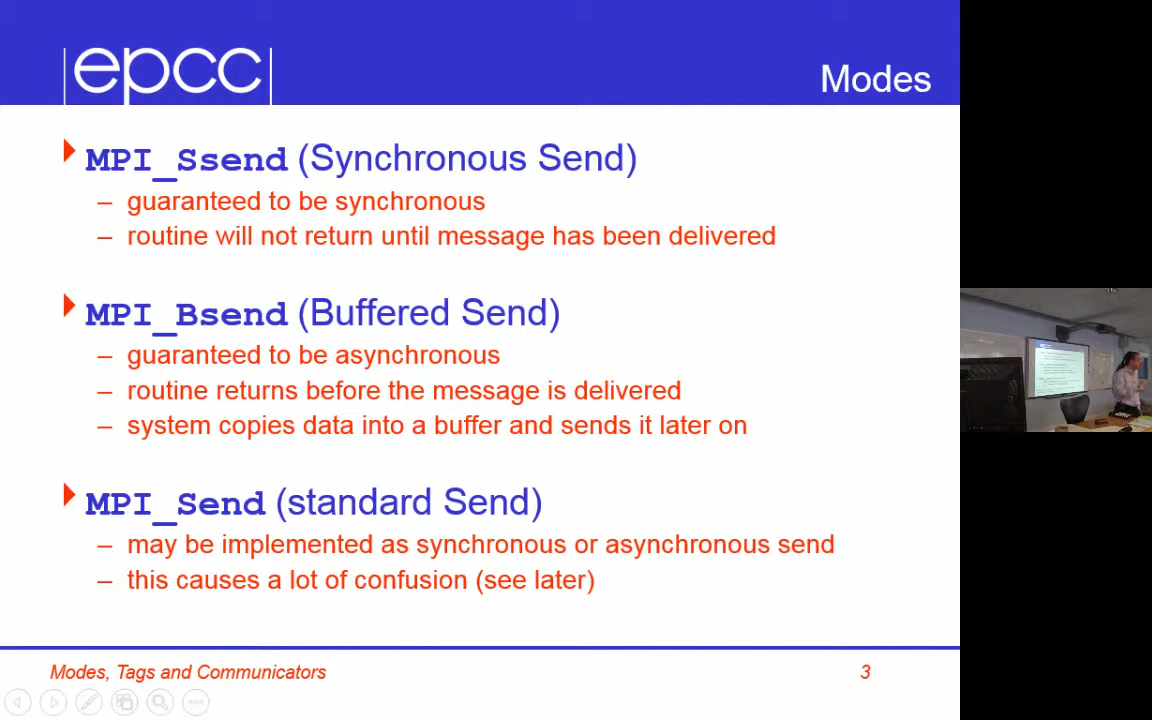 epcc
Modes
MPI_Ssend (Synchronous Send)
– guaranteed to be synchronous
– routine will not return until message has been delivered
MPI_Bsend (Buffered Send)
– guaranteed to be asynchronous
– routine returns before the message is delivered
– system copies data into a buffer and sends it later on
MPI_Send (standard Send)
– may be implemented as synchronous or asynchronous send
– this causes a lot of confusion (see later)
Modes, Tags and Communicators
3
epcc